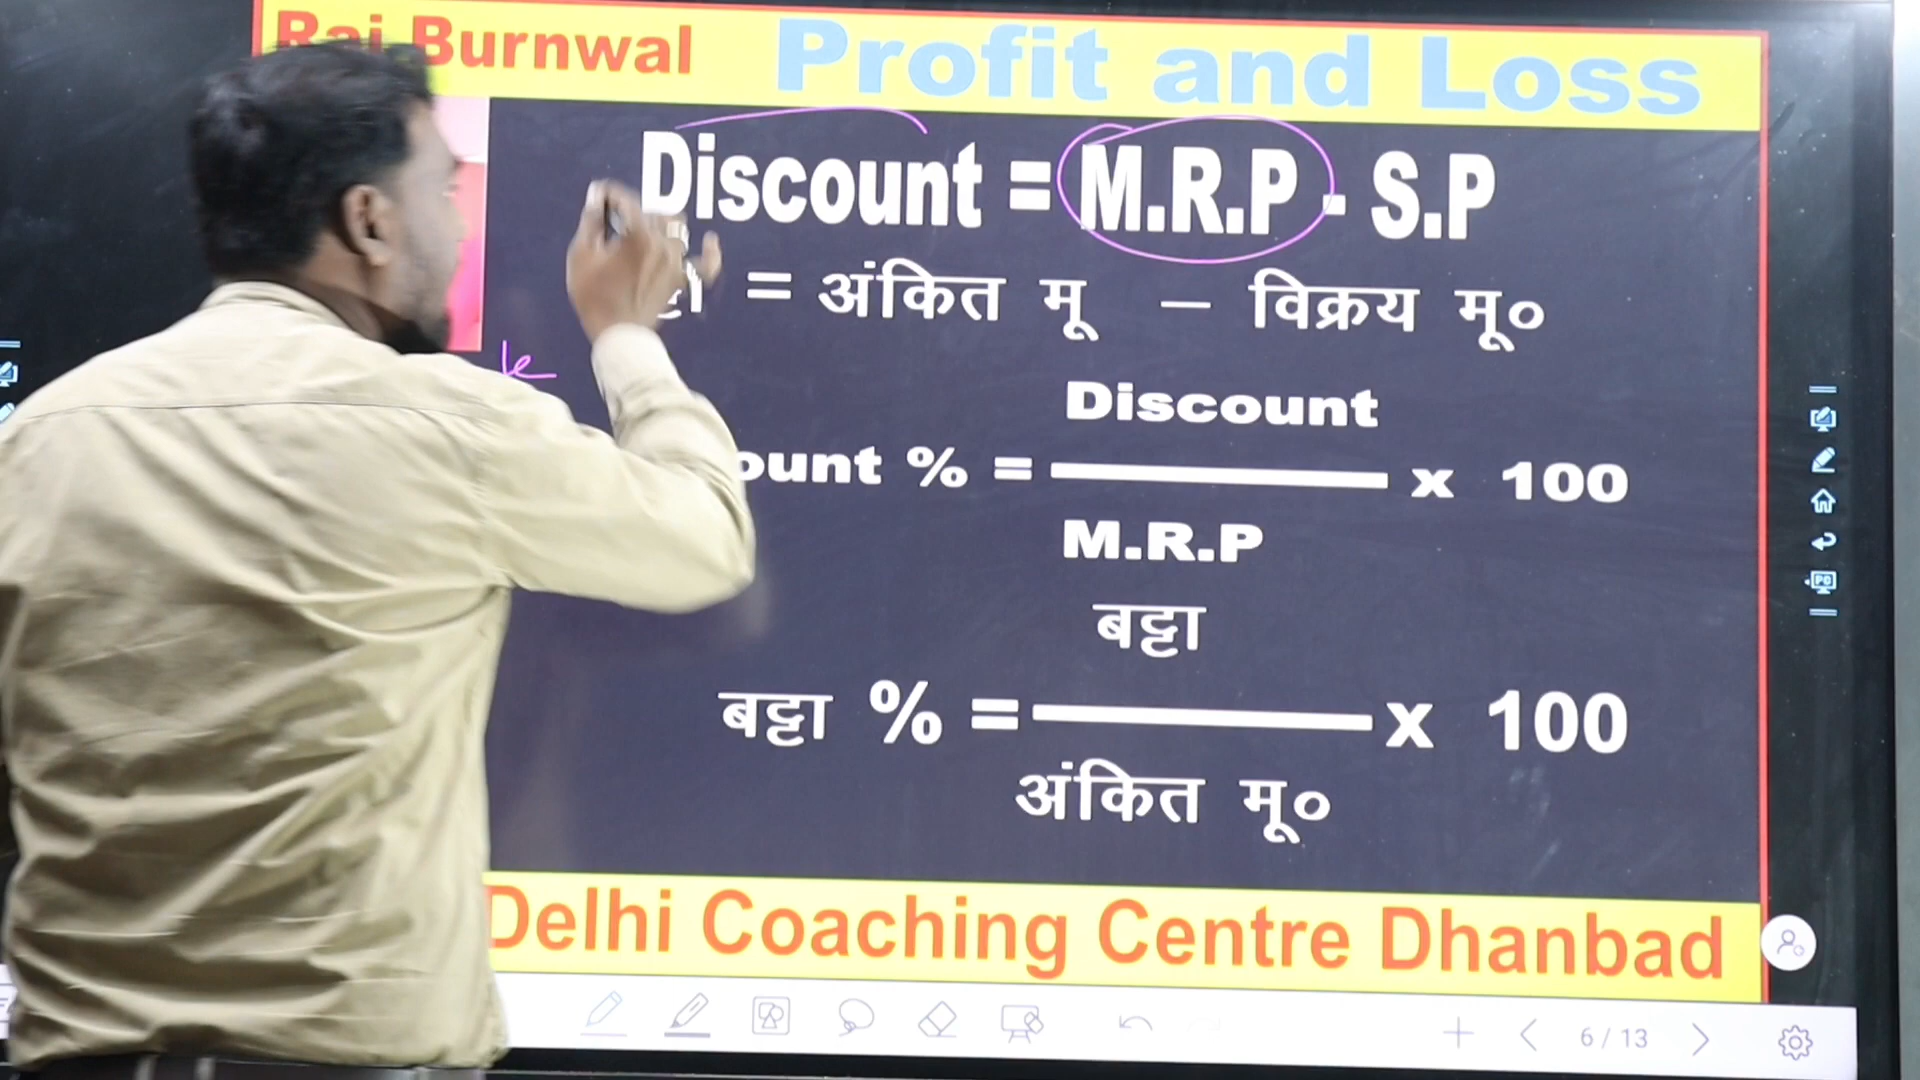 Raj Burnwal Profit and Loss
Discount = M.R.P - S.P
= अंकित मू – विक्रय मू०
Discount
% =
x 100
M.R.P
बट्टा
बट्टा % =
x 100
अंकित मू०
Delhi Coaching Centre Dhanbad
6 / 13